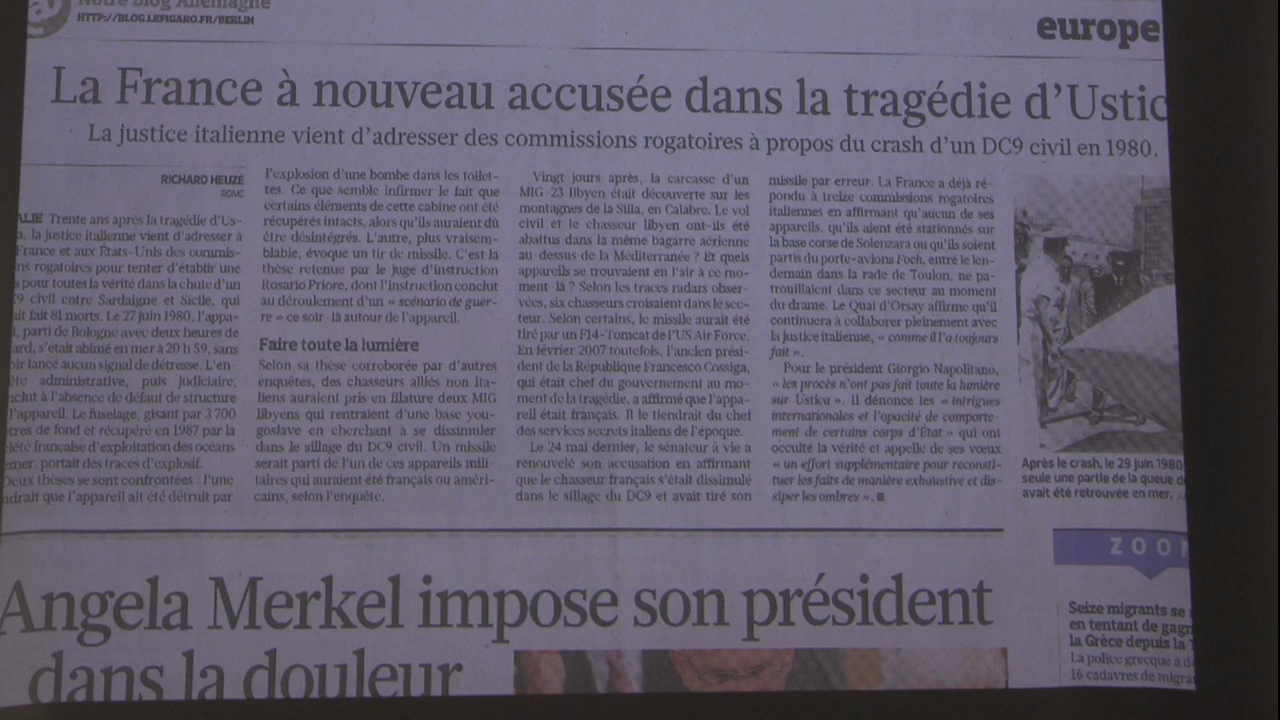 Notre blog Allemagne
HTTP://BLOG.LEFIGARO.FR/BERLIN
europe
La France à nouveau accusée dans la tragédie d'Ustic
La justice italienne vient d'adresser des commissions rogatoires à propos du crash d'un DC9 civil en 1980.
RICHARD HEUZÉ
ROME
ALIE Trente ans après la tragédie d'Us-
a, la justice italienne vient d'adresser à
France et aux États-Unis des commis-
ns rogatoires pour tenter d'établir une
s pour toutes la vérité dans la chute d'un
9 civil entre Sardaigne et Sicile, qui
ait fait 81 morts. Le 27 juin 1980, l'appa-
l, parti de Bologne avec deux heures de
ard, s'était abîmé en mer à 20 h 59, sans
oir lancé aucun signal de détresse. L'en-
ête administrative, puis judiciaire,
nclut à l'absence de défaut de structure
l'appareil. Le fuselage, gisant par 3 700
tres de fond et récupéré en 1987 par la
iété française d'exploitation des océans
emer, portait des traces d'explosif.
Deux thèses se sont confrontées : l'une
udrait que l'appareil ait été détruit par
l'explosion d'une bombe dans les toilet-
tes. Ce que semble infirmer le fait que
certains éléments de cette cabine ont été
récupérés intacts, alors qu'ils auraient dû
être désintégrés. L'autre, plus vraisem-
blable, évoque un tir de missile. C'est la
thèse retenue par le juge d'instruction
Rosario Priore, dont l'instruction conclut
au déroulement d'un « scénario de guer-
re » ce soir-là autour de l'appareil.
Faire toute la lumière
Selon sa thèse corroborée par d'autres
enquêtes, des chasseurs alliés non ita-
liens auraient pris en filature deux MIG
libyens qui rentraient d'une base you-
goslave en cherchant à se dissimuler
dans le sillage du DC9 civil. Un missile
serait parti de l'un de ces appareils mili-
taires qui auraient été français ou améri-
cains, selon l'enquête.
Vingt jours après, la carcasse d'un
MIG-23 libyen était découverte sur les
montagnes de la Silla, en Calabre. Le vol
civil et le chasseur libyen ont-ils été
abattus dans la même bagarre aérienne
au-dessus de la Méditerranée ? Et quels
appareils se trouvaient en l'air à ce mo-
ment-là ? Selon les traces radars obser-
vées, six chasseurs croisaient dans le sec-
teur. Selon certains, le missile aurait été
tiré par un F14-Tomcat de l'US Air Force.
En février 2007 toutefois, l'ancien prési-
dent de la République Francesco Cossiga,
qui était chef du gouvernement au mo-
ment de la tragédie, a affirmé que l'appa-
reil était français. Il le tiendrait du chef
des services secrets italiens de l'époque.
Le 24 mai dernier, le sénateur à vie a
renouvelé son accusation en affirmant
que le chasseur français s'était dissimulé
dans le sillage du DC9 et avait tiré son
missile par erreur. La France a déjà ré-
pondu à treize commissions rogatoires
italiennes en affirmant qu'aucun de ses
appareils, qu'ils aient été stationnés sur
la base corse de Solenzara ou qu'ils soient
partis du porte-avions Foch, entré le len-
demain dans la rade de Toulon, ne pa-
trouillaient dans ce secteur au moment
du drame. Le Quai d'Orsay affirme qu'il
continuera à collaborer pleinement avec
la justice italienne, « comme il l'a toujours
fait ».
Pour le président Giorgio Napolitano,
« les procès n'ont pas fait toute la lumière
sur Ustica ». Il dénonce les « intrigues
internationales et l'opacité de comporte-
ment de certains corps d'État » qui ont
occulté la vérité et appelle de ses vœux
« un effort supplémentaire pour reconsti-
tuer les faits de manière exhaustive et dis-
siper les ombres ». ■
Après le crash, le 29 juin 1980
seule une partie de la queue d
avait été retrouvée en mer.
Angela Merkel impose son président
dans la douleur
ZOO
Seize migrants se
en tentant de gagn
la Grèce depuis la
La police grecque a d
16 cadavres de migra